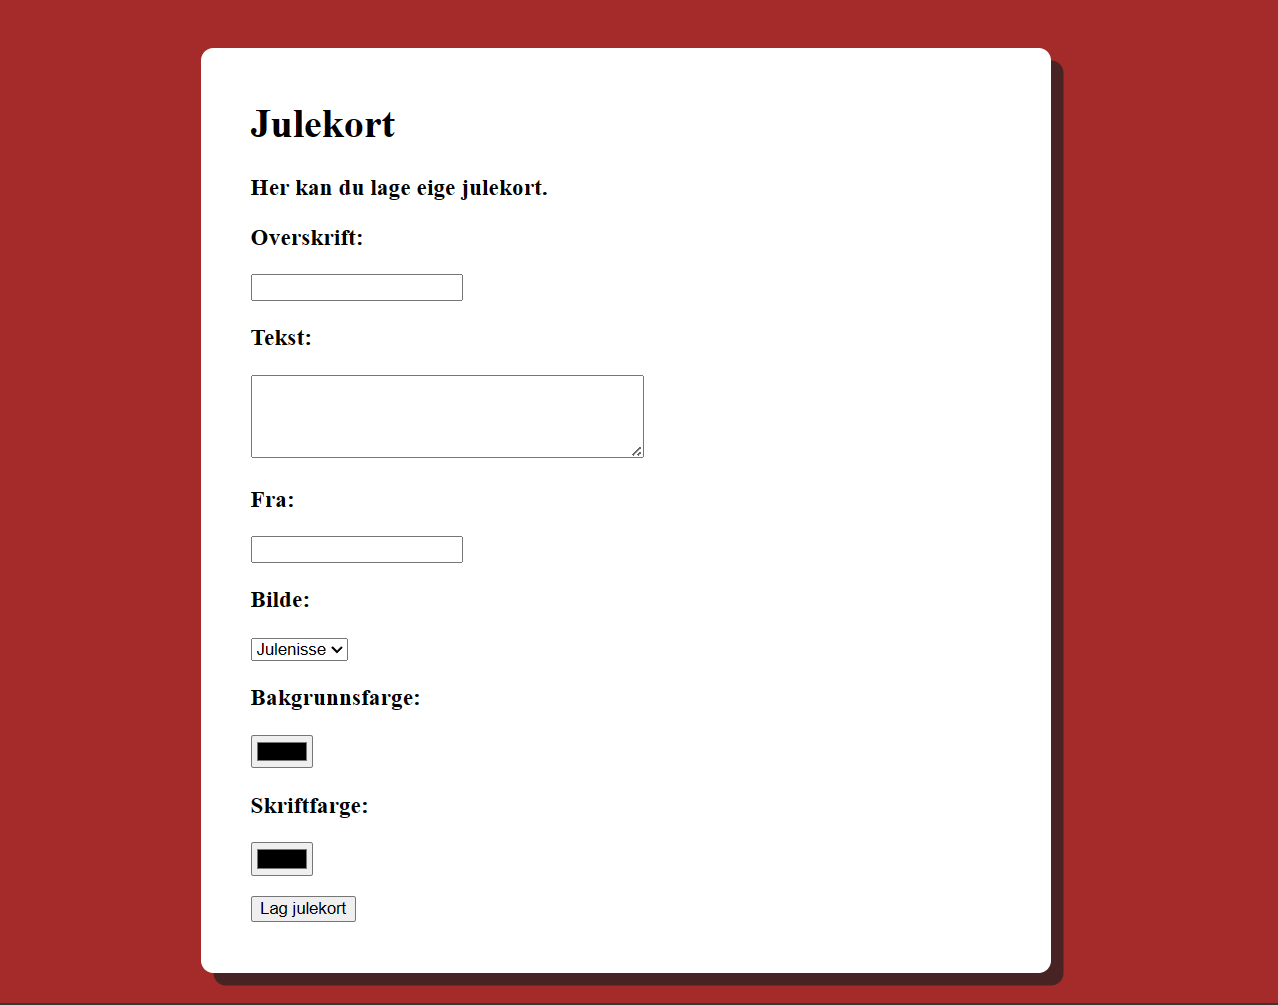 Julekort
Her kan du lage eige julekort.
Overskrift:
Tekst:
Fra:
Bilde:
Julenisse
Bakgrunnsfarge:
Skriftfarge:
Lag julekort